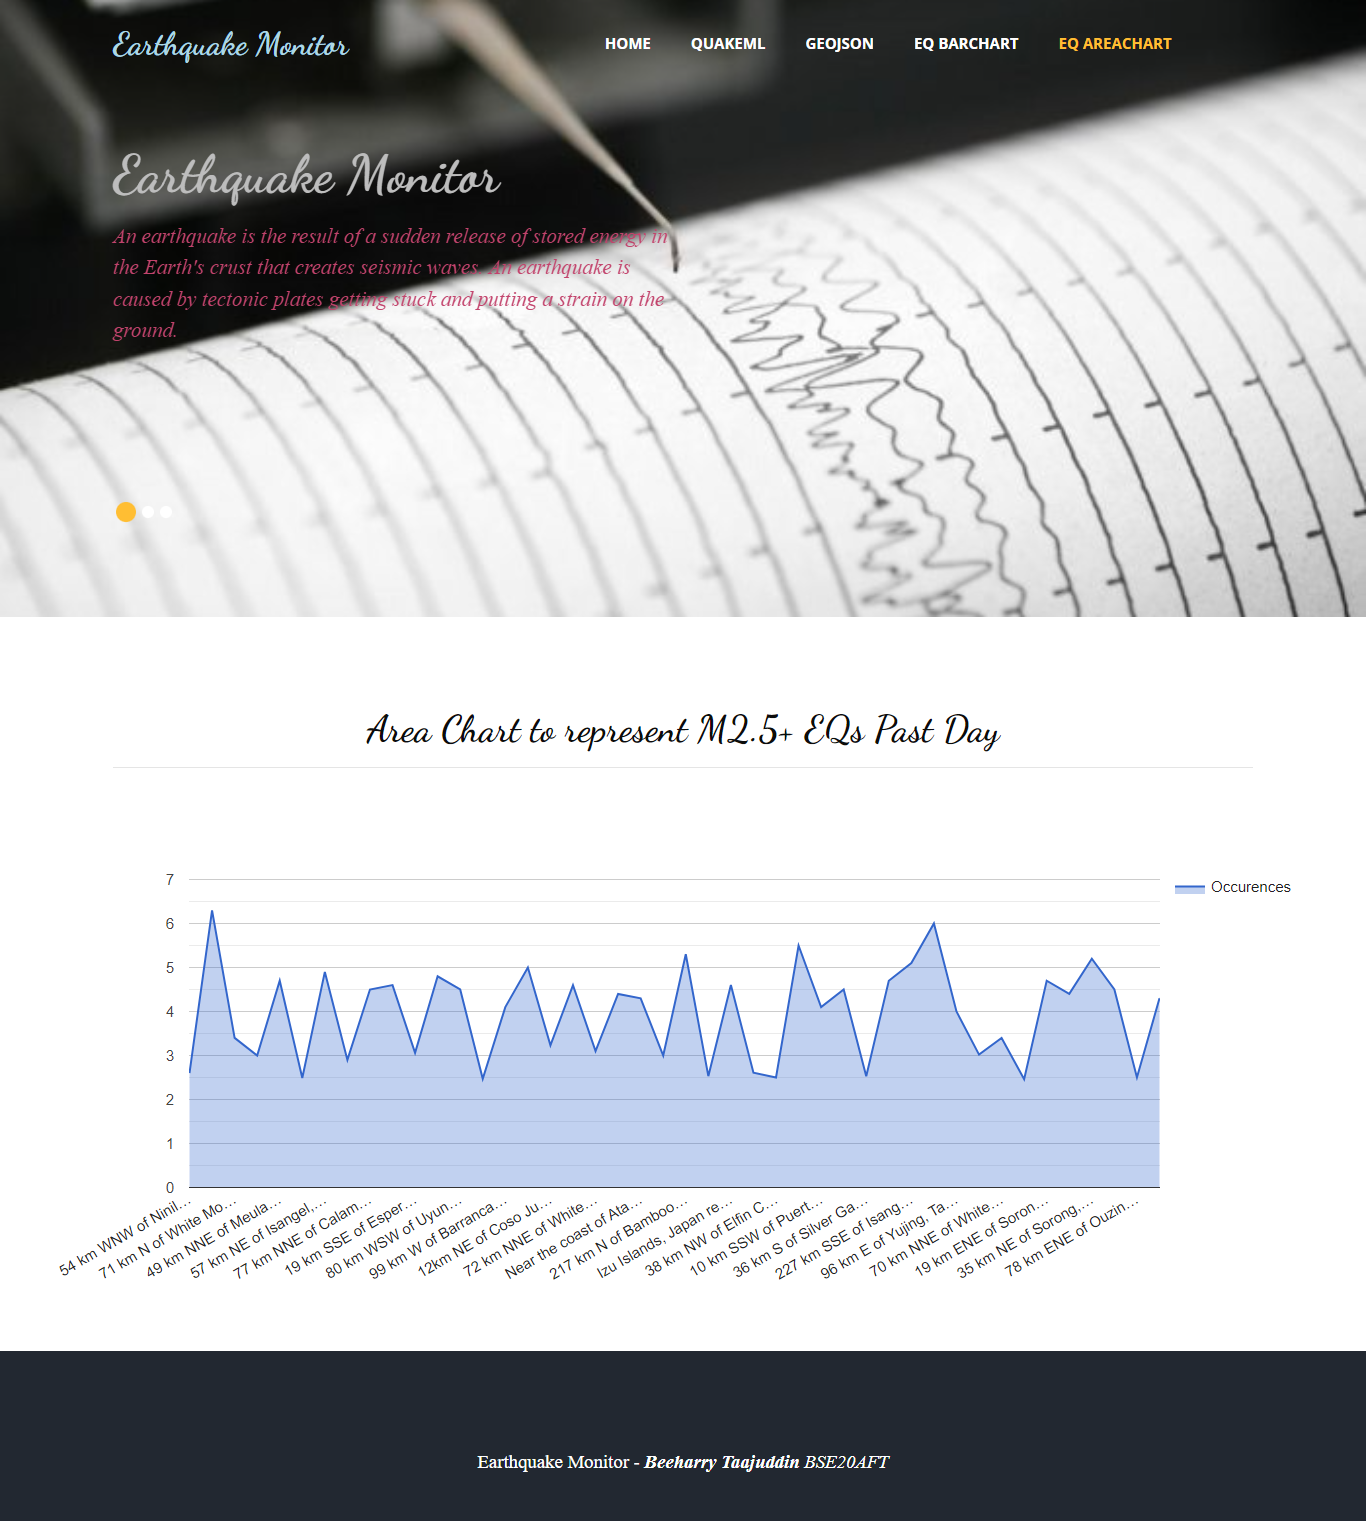 Earthquake Monitor
HOME QUAKEML GEOJSON EQ BARCHART EQ AREACHART
Earthquake Monitor
An earthquake is the result of a sudden release of stored energy in
the Earth's crust that creates seismic waves. An earthquake is
caused by tectonic plates getting stuck and putting a strain on the
ground.
Area Chart to represent M2.5+ EQs Past Day
Occurences
7
6
5
4
3
2
1
0
54 km WNW of Ninil…
71 km N of White Mo…
49 km NNE of Meula…
57 km NE of Isangel,…
77 km NNE of Calam…
19 km SSE of Esper…
80 km WSW of Uyun…
99 km W of Barranca…
12km NE of Coso Ju…
72 km NNE of White…
Near the coast of Ata…
217 km N of Bamboo…
Izu Islands, Japan re…
38 km NW of Elfin C…
10 km SSW of Puert…
36 km S of Silver Ga…
227 km SSE of Isang…
96 km E of Yujing, Ta…
70 km NNE of White…
19 km ENE of Soron…
35 km NE of Sorong,…
78 km ENE of Ouzin…
Earthquake Monitor - Beeharry Taajuddin BSE20AFT